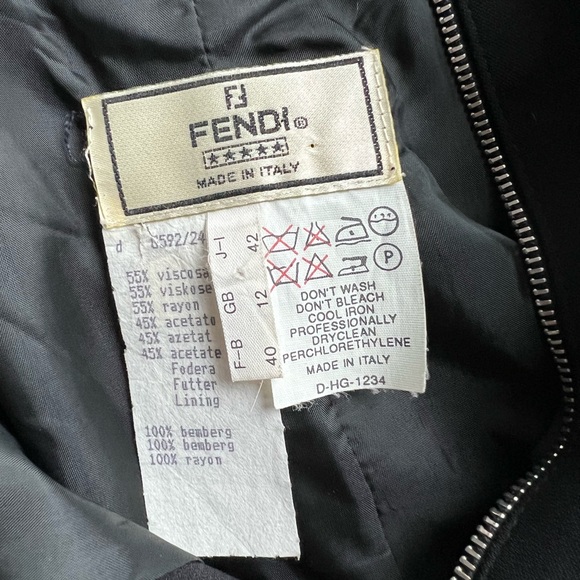 FENDI®
★★★★★
MADE IN ITALY
592/24
55% viscosa
55% viskose
55% rayon
45% acetato
45% azetat
45% acetate
Fodera
Futter
Lining
100% bemberg
100% bemberg
100% rayon
J-I 42
GB 12
F-B 40
P
DON'T WASH
DON'T BLEACH
COOL IRON
PROFESSIONALLY
DRYCLEAN
PERCHLORETHYLENE
MADE IN ITALY
D-HG-1234